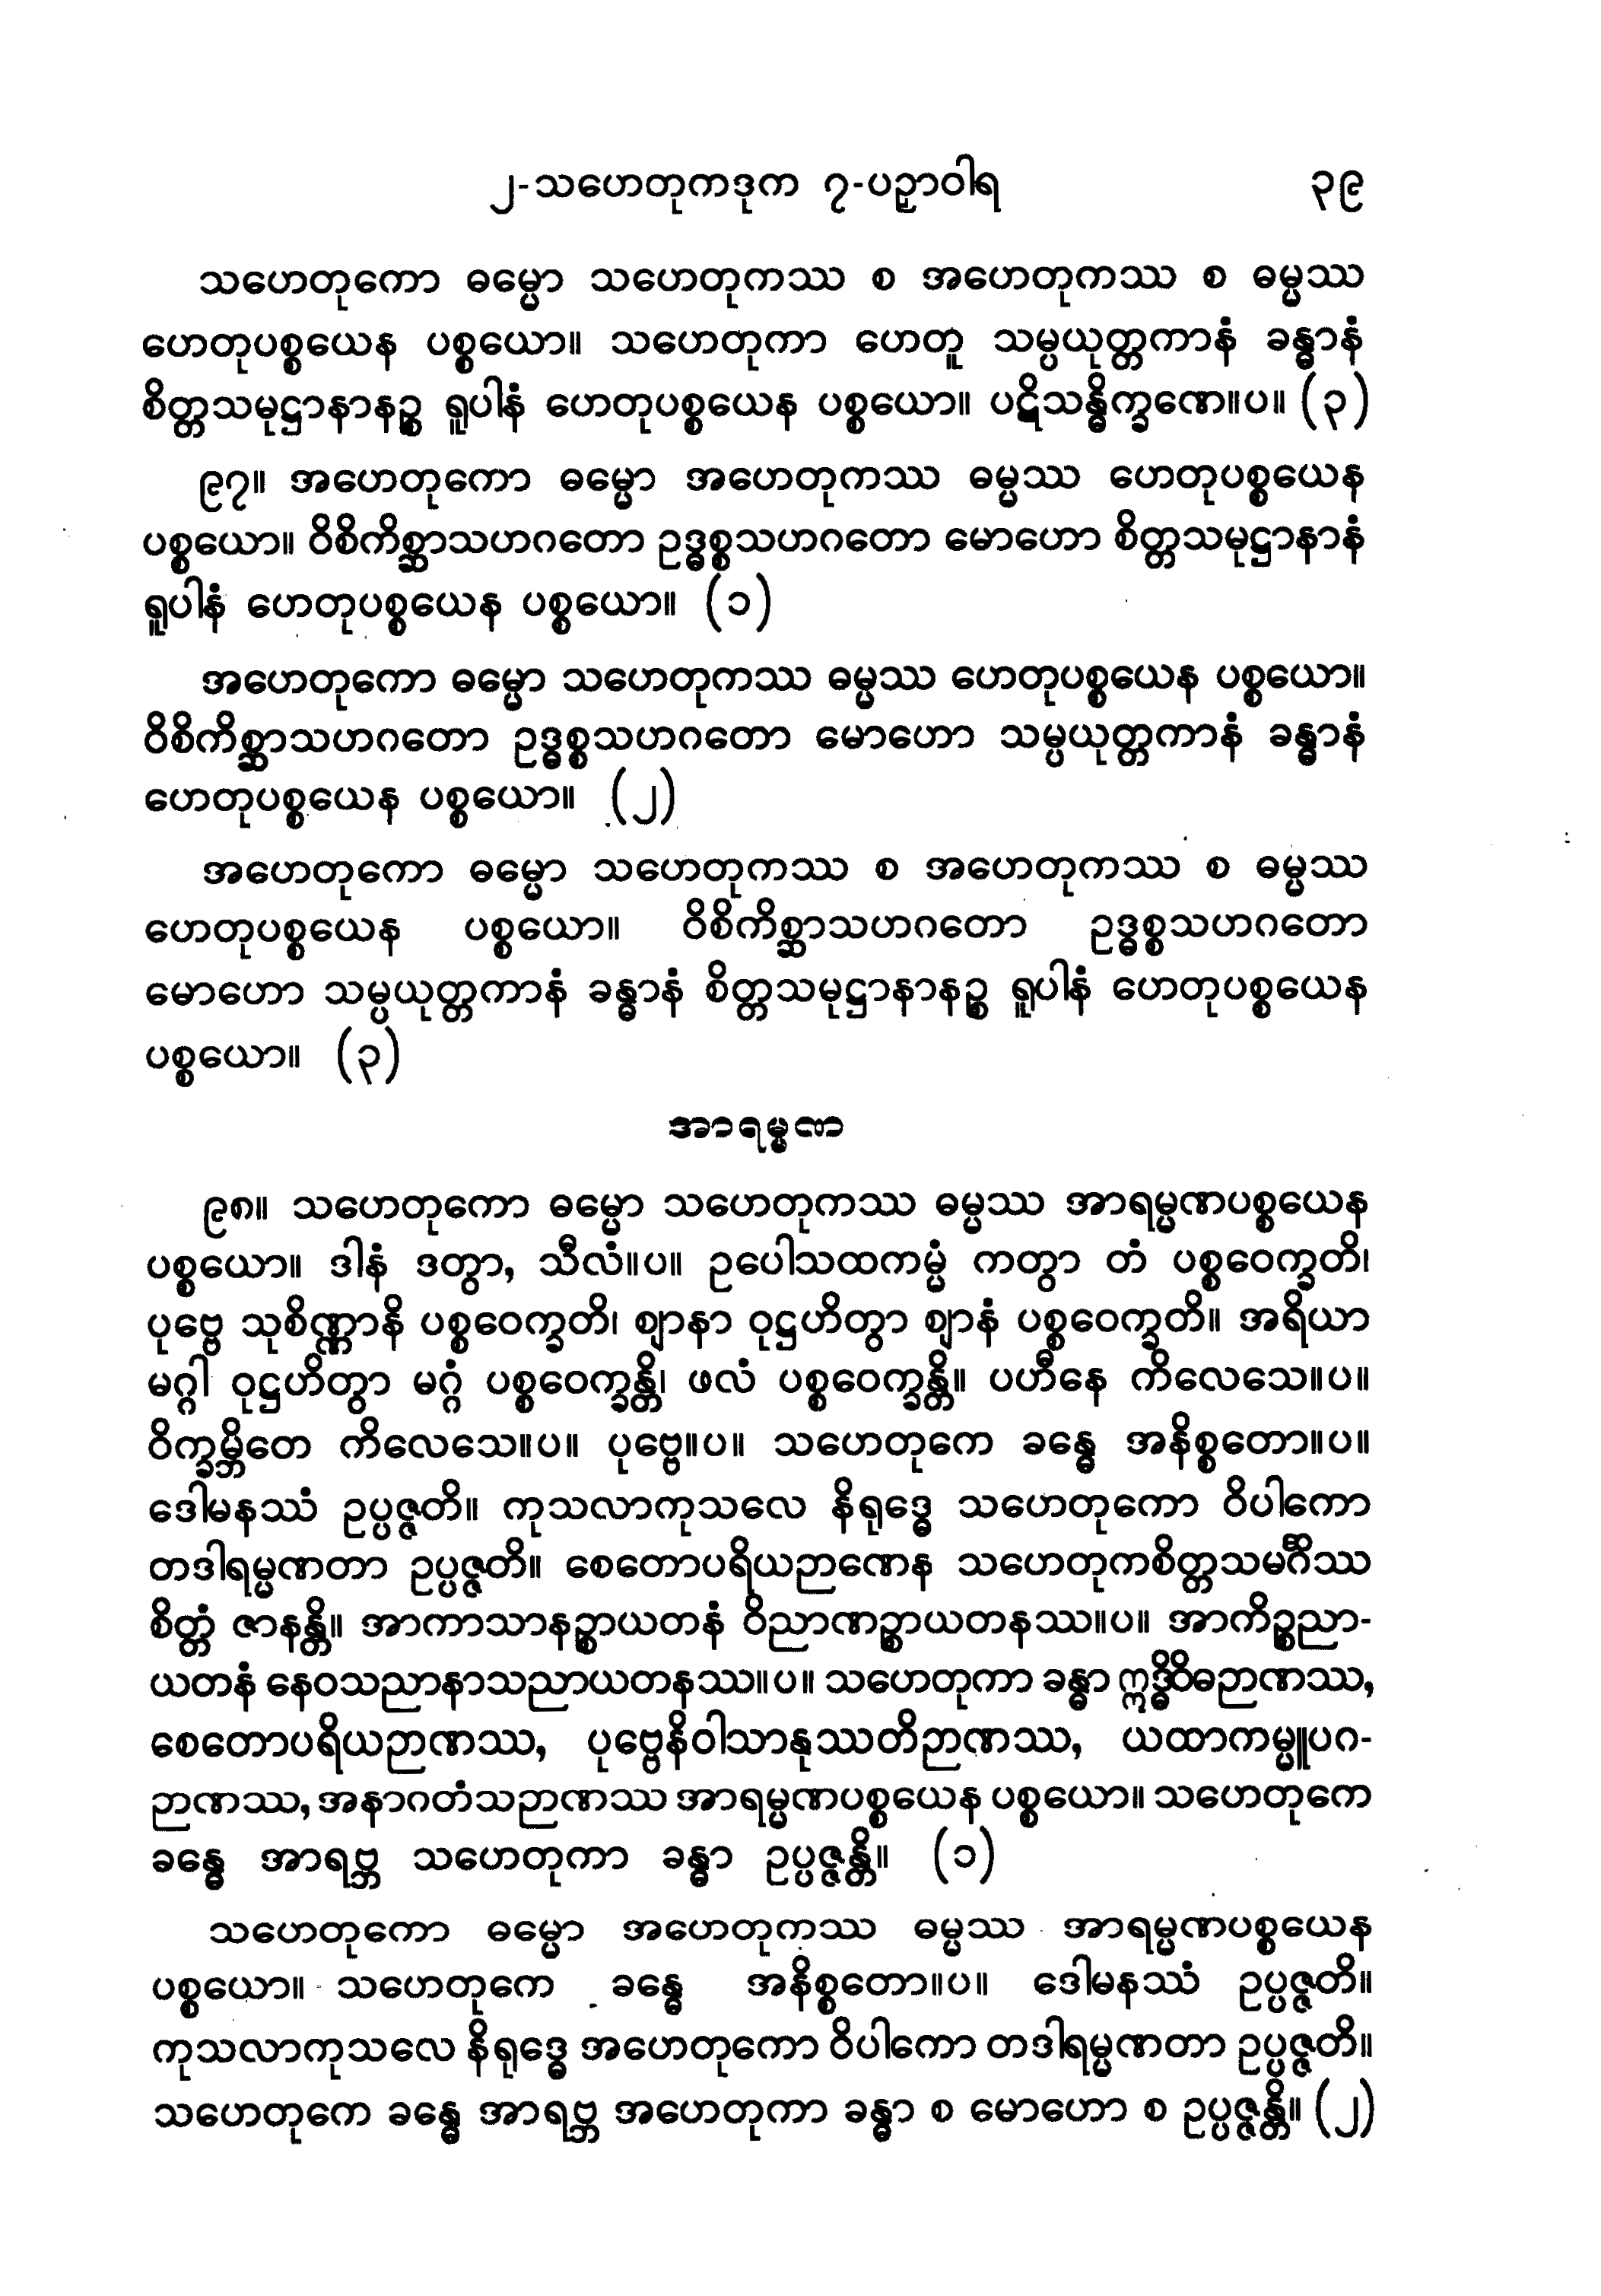 ၂-သဟေတုကဒုက ၇-ပဉှာဝါရ ၃၉
သဟေတုကော ဓမ္မော သဟေတုကဿ စ အဟေတုကဿ စ ဓမ္မဿ
ဟေတုပစ္စယေန ပစ္စယော။ သဟေတုကာ ဟေတူ သမ္ပယုတ္တကာနံ ခန္ဓာနံ
စိတ္တသမုဋ္ဌာနာနဉ္စ ရူပါနံ ဟေတုပစ္စယေန ပစ္စယော။ ပဋိသန္ဓိက္ခဏေ။ပ။ (၃)
၉၇။ အဟေတုကော ဓမ္မော အဟေတုကဿ ဓမ္မဿ ဟေတုပစ္စယေန
ပစ္စယော။ ဝိစိကိစ္ဆာသဟဂတော ဥဒ္ဓစ္စသဟဂတော မောဟော စိတ္တသမုဋ္ဌာနာနံ
ရူပါနံ ဟေတုပစ္စယေန ပစ္စယော။ (၁)
အဟေတုကော ဓမ္မော သဟေတုကဿ ဓမ္မဿ ဟေတုပစ္စယေန ပစ္စယော။
ဝိစိကိစ္ဆာသဟဂတော ဥဒ္ဓစ္စသဟဂတော မောဟော သမ္ပယုတ္တကာနံ ခန္ဓာနံ
ဟေတုပစ္စယေန ပစ္စယော။ (၂)
အဟေတုကော ဓမ္မော သဟေတုကဿ စ အဟေတုကဿ စ ဓမ္မဿ
ဟေတုပစ္စယေန ပစ္စယော။ ဝိစိကိစ္ဆာသဟဂတော ဥဒ္ဓစ္စသဟဂတော
မောဟော သမ္ပယုတ္တကာနံ ခန္ဓာနံ စိတ္တသမုဋ္ဌာနာနဉ္စ ရူပါနံ ဟေတုပစ္စယေန
ပစ္စယော။ (၃)
အာရမ္မဏ
၉၈။ သဟေတုကော ဓမ္မော သဟေတုကဿ ဓမ္မဿ အာရမ္မဏပစ္စယေန
ပစ္စယော။ ဒါနံ ဒတွာ, သီလံ။ပ။ ဥပေါသထကမ္မံ ကတွာ တံ ပစ္စဝေက္ခတိ၊
ပုဗ္ဗေ သုစိဏ္ဏာနိ ပစ္စဝေက္ခတိ၊ ဈာနာ ဝုဋ္ဌဟိတွာ ဈာနံ ပစ္စဝေက္ခတိ။ အရိယာ
မဂ္ဂါ ဝုဋ္ဌဟိတွာ မဂ္ဂံ ပစ္စဝေက္ခန္တိ၊ ဖလံ ပစ္စဝေက္ခန္တိ။ ပဟီနေ ကိလေသေ။ပ။
ဝိက္ခမ္ဘိတေ ကိလေသေ။ပ။ ပုဗ္ဗေ။ပ။ သဟေတုကေ ခန္ဓေ အနိစ္စတော။ပ။
ဒေါမနဿံ ဥပ္ပဇ္ဇတိ။ ကုသလာကုသလေ နိရုဒ္ဓေ သဟေတုကော ဝိပါကော
တဒါရမ္မဏတာ ဥပ္ပဇ္ဇတိ။ စေတောပရိယဉာဏေန သဟေတုကစိတ္တသမင်္ဂိဿ
စိတ္တံ ဇာနန္တိ။ အာကာသာနဉ္စာယတနံ ဝိညာဏဉ္စာယတနဿ။ပ။ အာကိဉ္စညာ-
ယတနံ နေဝသညာနာသညာယတနဿ။ပ။ သဟေတုကာ ခန္ဓာ ဣဒ္ဓိဝိဓဉာဏဿ,
စေတောပရိယဉာဏဿ, ပုဗ္ဗေနိဝါသာနုဿတိဉာဏဿ, ယထာကမ္မူပဂ-
ဉာဏဿ, အနာဂတံသဉာဏဿ အာရမ္မဏပစ္စယေန ပစ္စယော။ သဟေတုကေ
ခန္ဓေ အာရဗ္ဘ သဟေတုကာ ခန္ဓာ ဥပ္ပဇ္ဇန္တိ။ (၁)
သဟေတုကော ဓမ္မော အဟေတုကဿ ဓမ္မဿ အာရမ္မဏပစ္စယေန
ပစ္စယော။ သဟေတုကေ ခန္ဓေ အနိစ္စတော။ပ။ ဒေါမနဿံ ဥပ္ပဇ္ဇတိ။
ကုသလာကုသလေ နိရုဒ္ဓေ အဟေတုကော ဝိပါကော တဒါရမ္မဏတာ ဥပ္ပဇ္ဇတိ။
သဟေတုကေ ခန္ဓေ အာရဗ္ဘ အဟေတုကာ ခန္ဓာ စ မောဟော စ ဥပ္ပဇ္ဇန္တိ။ (၂)